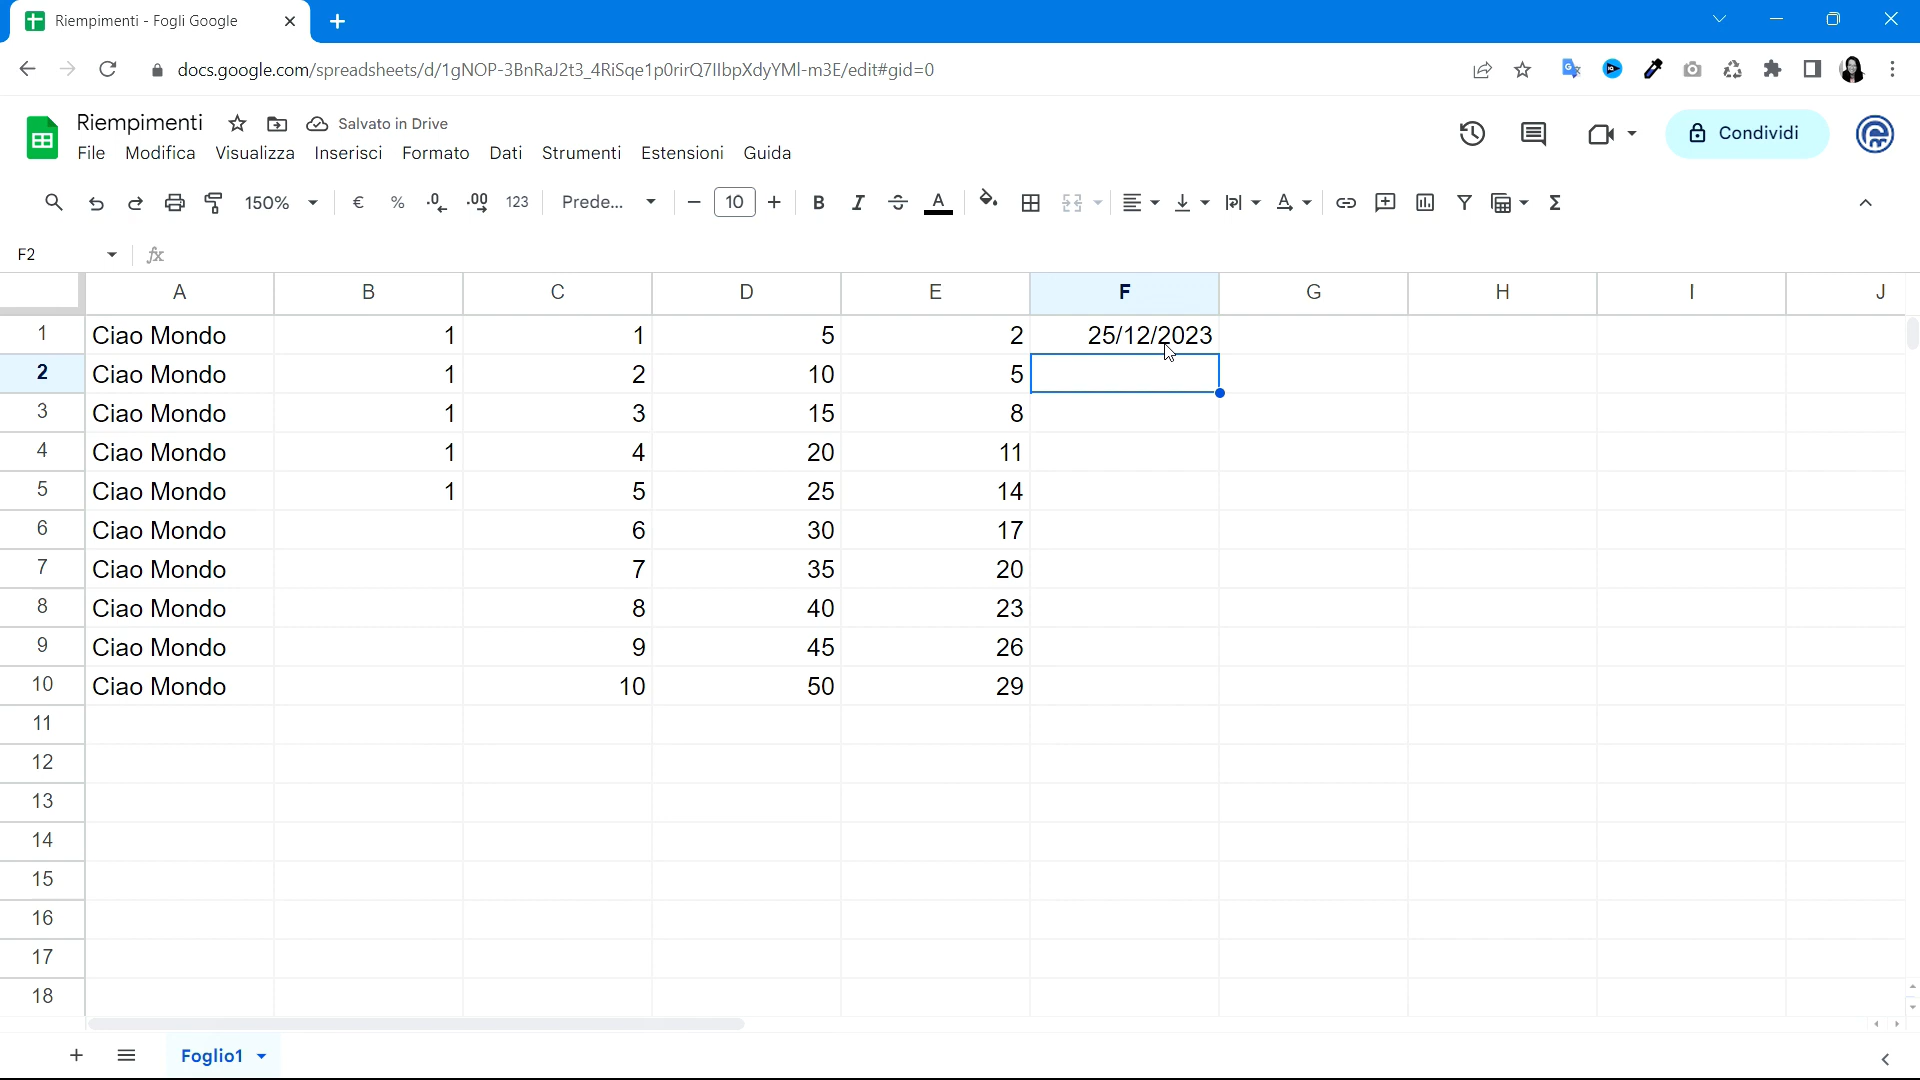 Riempimenti - Fogli Google
docs.google.com/spreadsheets/d/1gNOP-3BnRaJ2t3_4RiSqe1p0rirQ7IIbpXdyYMI-m3E/edit#gid=0
Riempimenti Salvato in Drive
File Modifica Visualizza Inserisci Formato Dati Strumenti Estensioni Guida
Condividi
150% € % .0 .00 123 Prede... 10 B I A
F2 fx
A B C D E F G H I J
1 Ciao Mondo 1 1 5 2 25/12/2023
2 Ciao Mondo 1 2 10 5
3 Ciao Mondo 1 3 15 8
4 Ciao Mondo 1 4 20 11
5 Ciao Mondo 1 5 25 14
6 Ciao Mondo 6 30 17
7 Ciao Mondo 7 35 20
8 Ciao Mondo 8 40 23
9 Ciao Mondo 9 45 26
10 Ciao Mondo 10 50 29
11
12
13
14
15
16
17
18
Foglio1